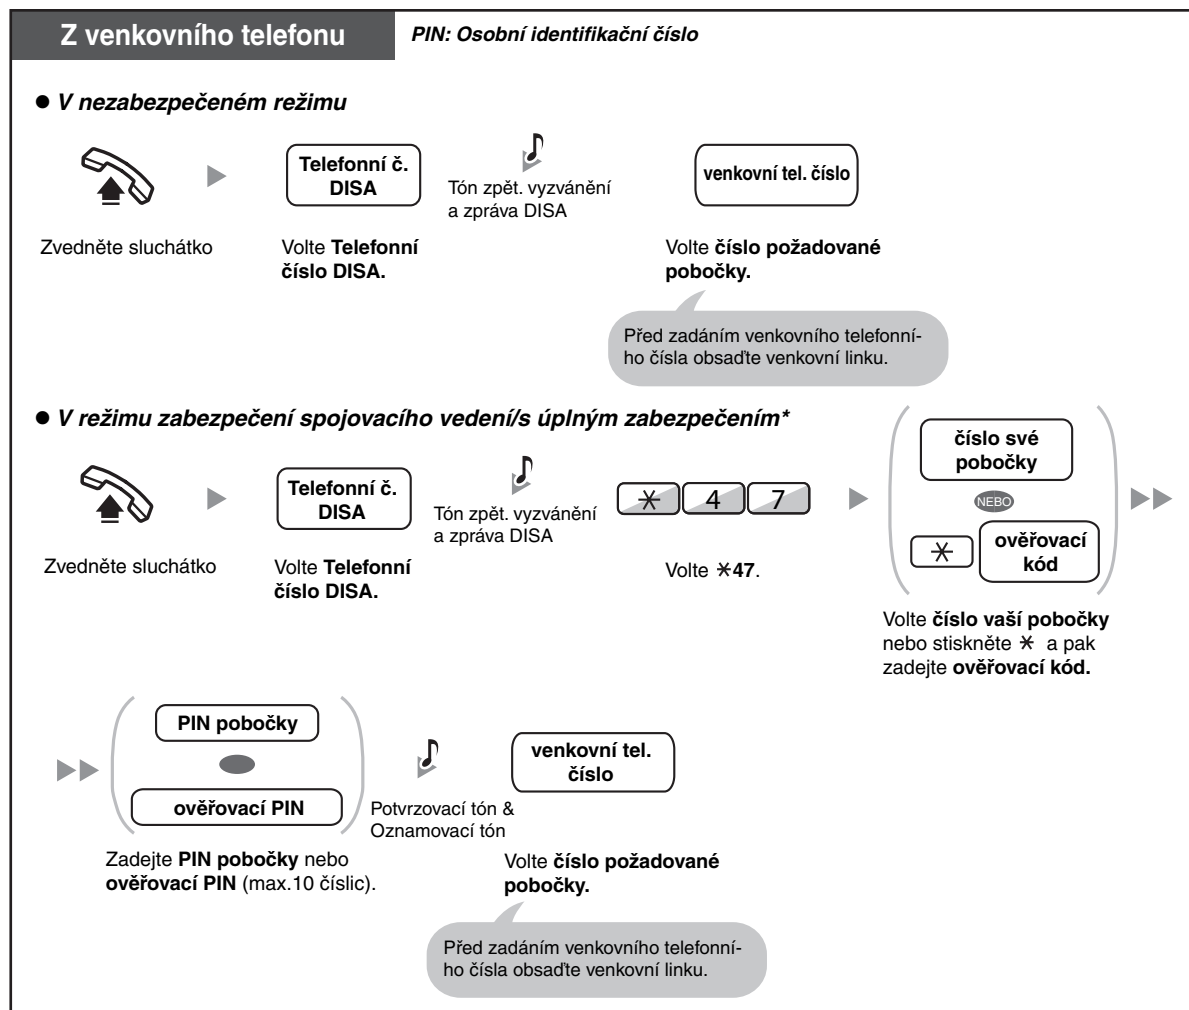 Z venkovního telefonu
PIN: Osobní identifikační číslo
● V nezabezpečeném režimu
Telefonní č.
DISA
Tón zpět. vyzvánění
a zpráva DISA
venkovní tel. číslo
Zvedněte sluchátko
Volte Telefonní
číslo DISA.
Volte číslo požadované
pobočky.
Před zadáním venkovního telefonní-
ho čísla obsaďte venkovní linku.
● V režimu zabezpečení spojovacího vedení/s úplným zabezpečením*
Telefonní č.
DISA
Tón zpět. vyzvánění
a zpráva DISA
* 4 7
číslo své
pobočky
NEBO
* ověřovací
kód
Zvedněte sluchátko
Volte Telefonní
číslo DISA.
Volte *47.
Volte číslo vaší pobočky
nebo stiskněte * a pak
zadejte ověřovací kód.
PIN pobočky
ověřovací PIN
Potvrzovací tón &
Oznamovací tón
venkovní tel.
číslo
Zadejte PIN pobočky nebo
ověřovací PIN (max.10 číslic).
Volte číslo požadované
pobočky.
Před zadáním venkovního telefonní-
ho čísla obsaďte venkovní linku.